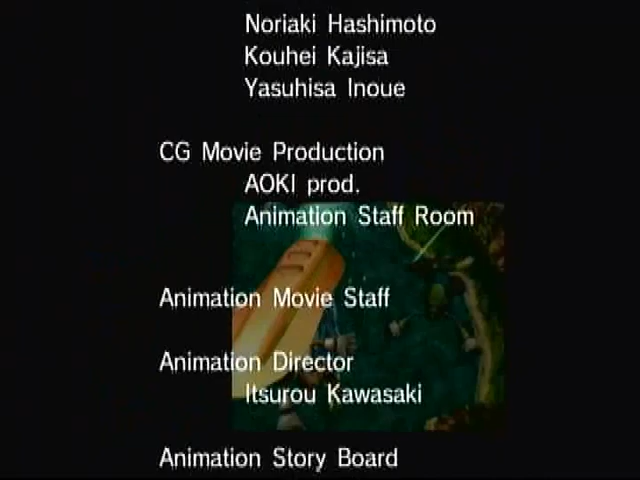 Noriaki Hashimoto
Kouhei Kajisa
Yasuhisa Inoue
CG Movie Production
AOKI prod.
Animation Staff Room
Animation Movie Staff
Animation Director
Itsurou Kawasaki
Animation Story Board